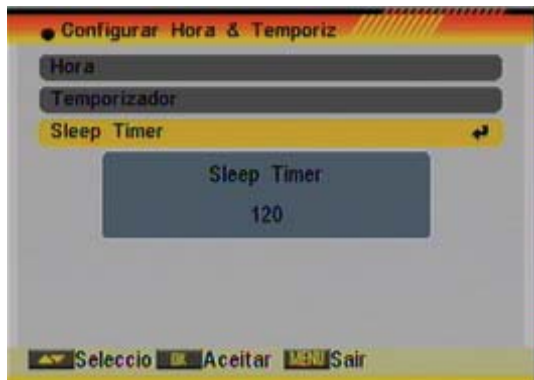 Configurar Hora & Temporiz
Hora
Temporizador
Sleep Timer
Sleep Timer
120
Seleccio OK Aceitar MENU Sair